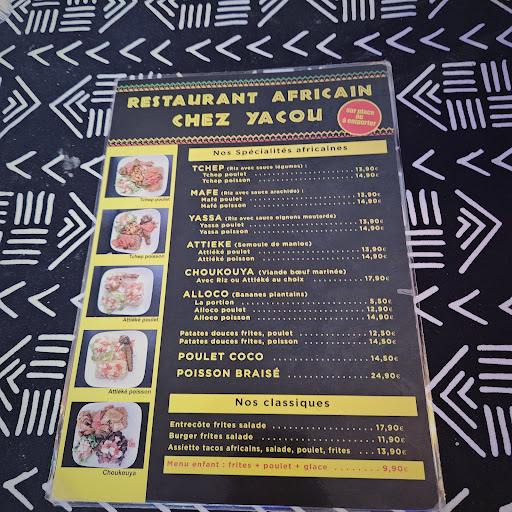 RESTAURANT AFRICAIN
CHEZ YACOU
sur place
ou
à emporter
Nos Spécialités africaines
TCHEP (Riz avec sauce légumes) :
Tchep poulet 13,90€
Tchep poisson 14,90€
MAFE (Riz avec sauce arachide) :
Mafé poulet 13,90€
Mafé poisson 14,90€
YASSA (Riz avec sauce oignons moutarde)
Yassa poulet 13,90€
Yassa poisson 14,90€
ATTIEKE (Semoule de manioc)
Attiéké poulet 13,90€
Attiéké poisson 14,90€
CHOUKOUYA (Viande bœuf marinée)
Avec Riz ou Attiéké au choix 17,90€
ALLOCO (Bananes plantains)
La portion 5,50€
Alloco poulet 12,90€
Alloco poisson 14,90€
Patates douces frites, poulet 12,50€
Patates douces frites, poisson 14,50€
POULET COCO 14,50€
POISSON BRAISÉ 24,90€
Nos classiques
Entrecôte frites salade 17,90€
Burger frites salade 11,90€
Assiette tacos africains, salade, poulet, frites 13,90€
Menu enfant : frites + poulet + glace 9,90€
Tchep poulet
Tchep poisson
Attiéké poulet
Attiéké poisson
Choukouya